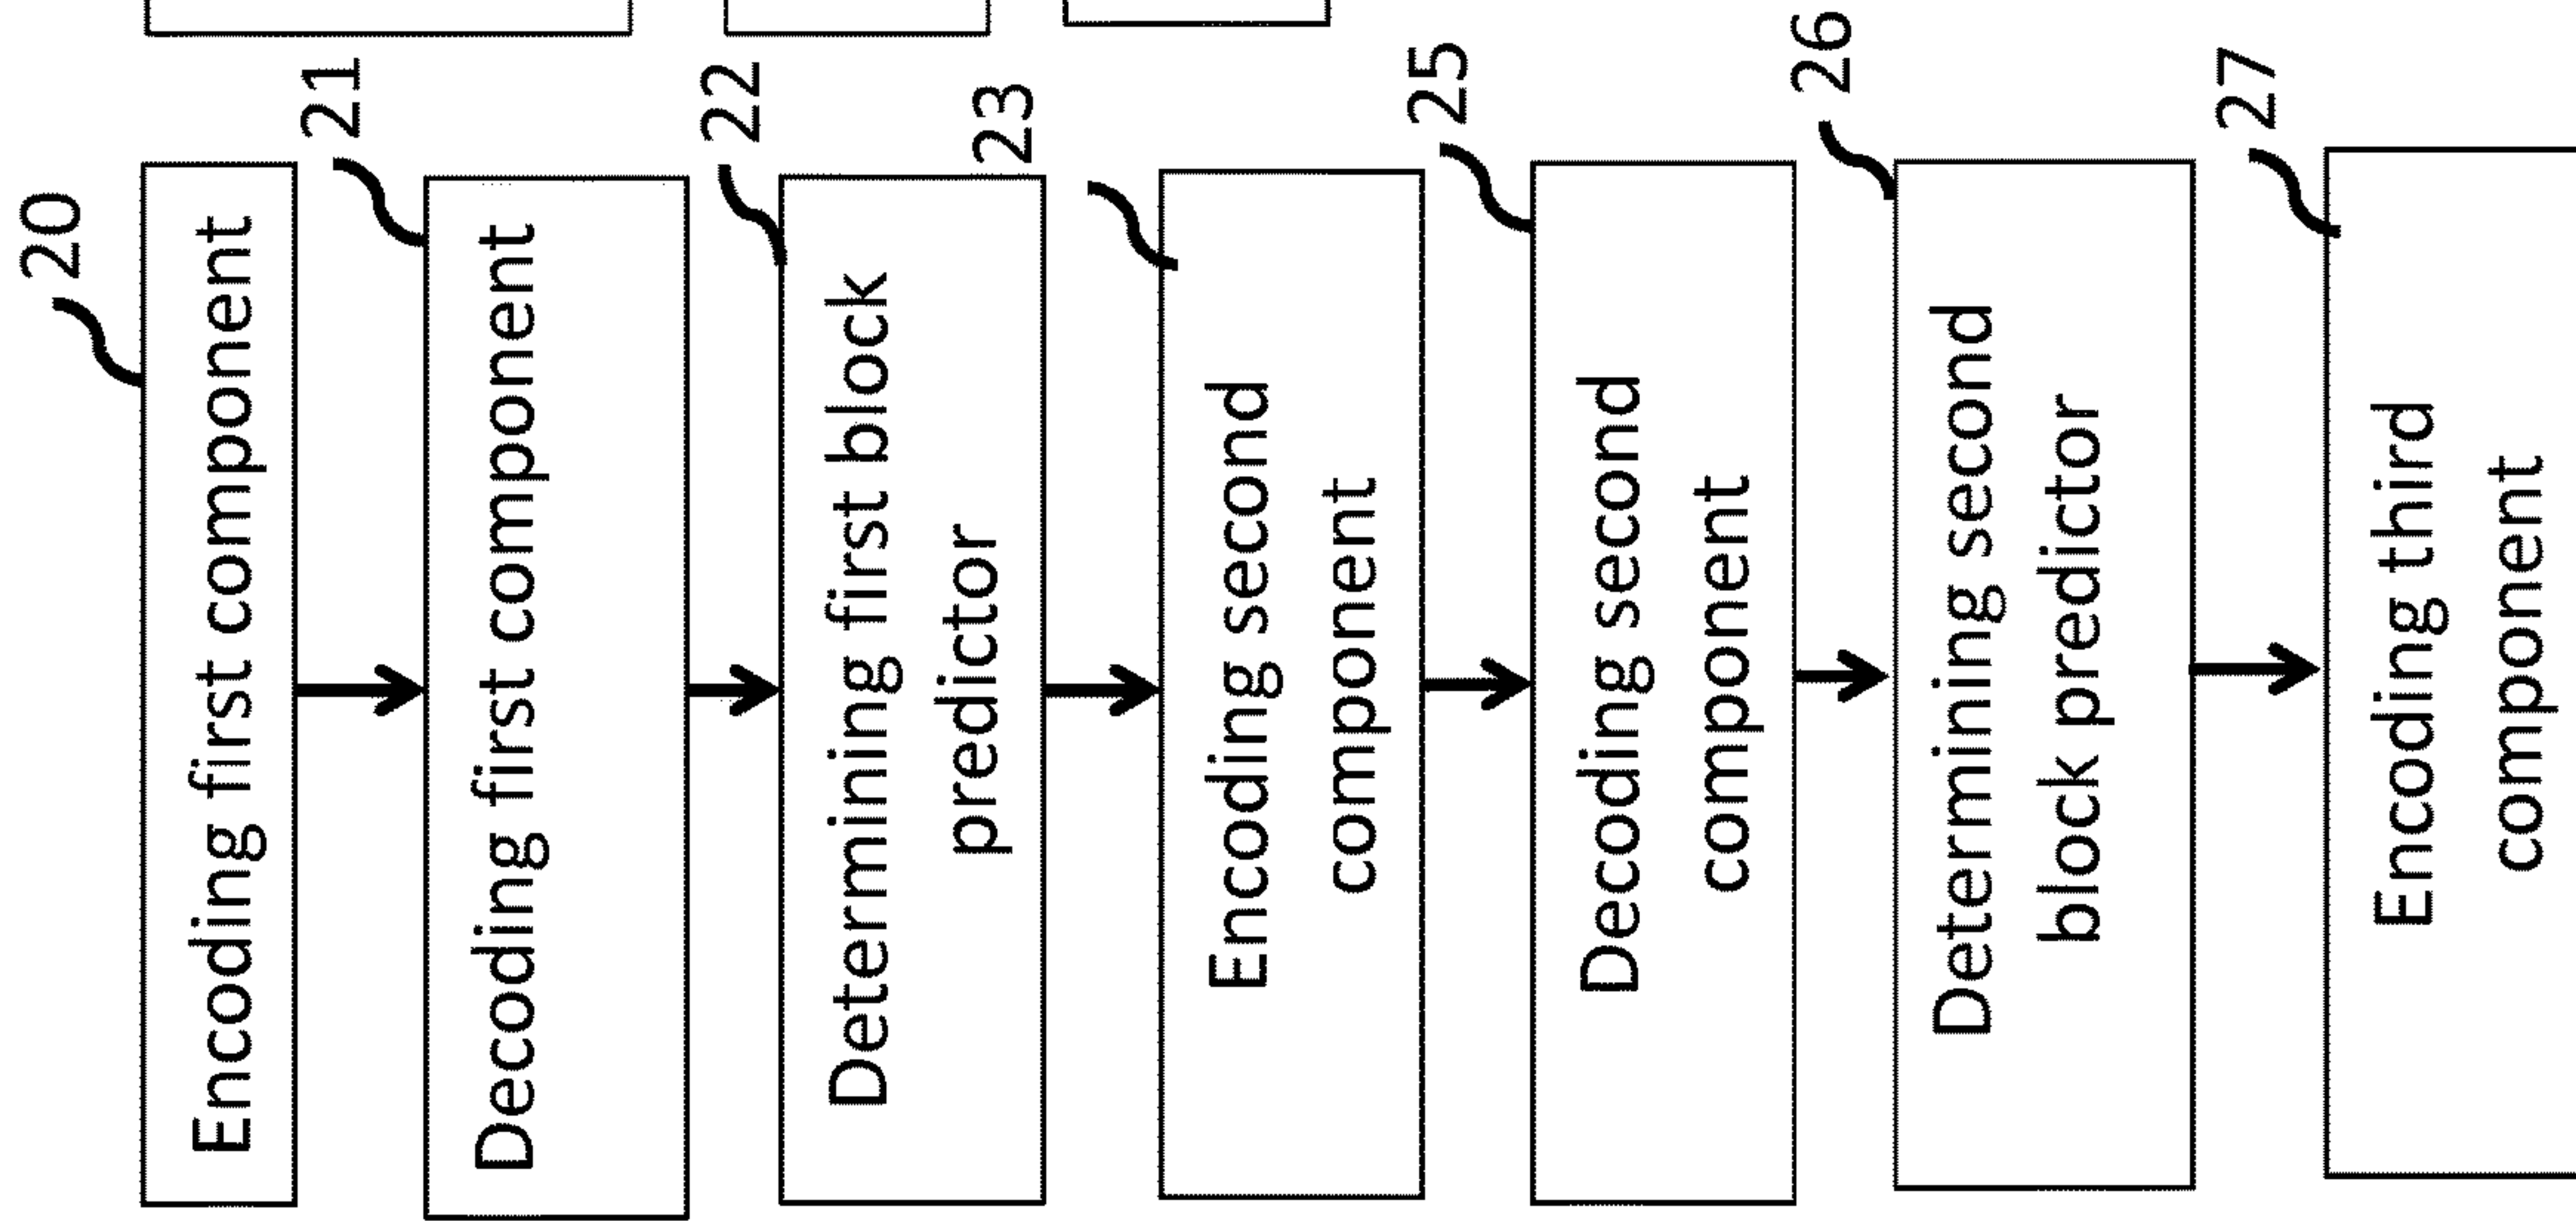 20
Encoding first component
21
Decoding first component
22
Determining first block
predictor
23
Encoding second
component
25
Decoding second
component
26
Determining second
block predictor
27
Encoding third
component